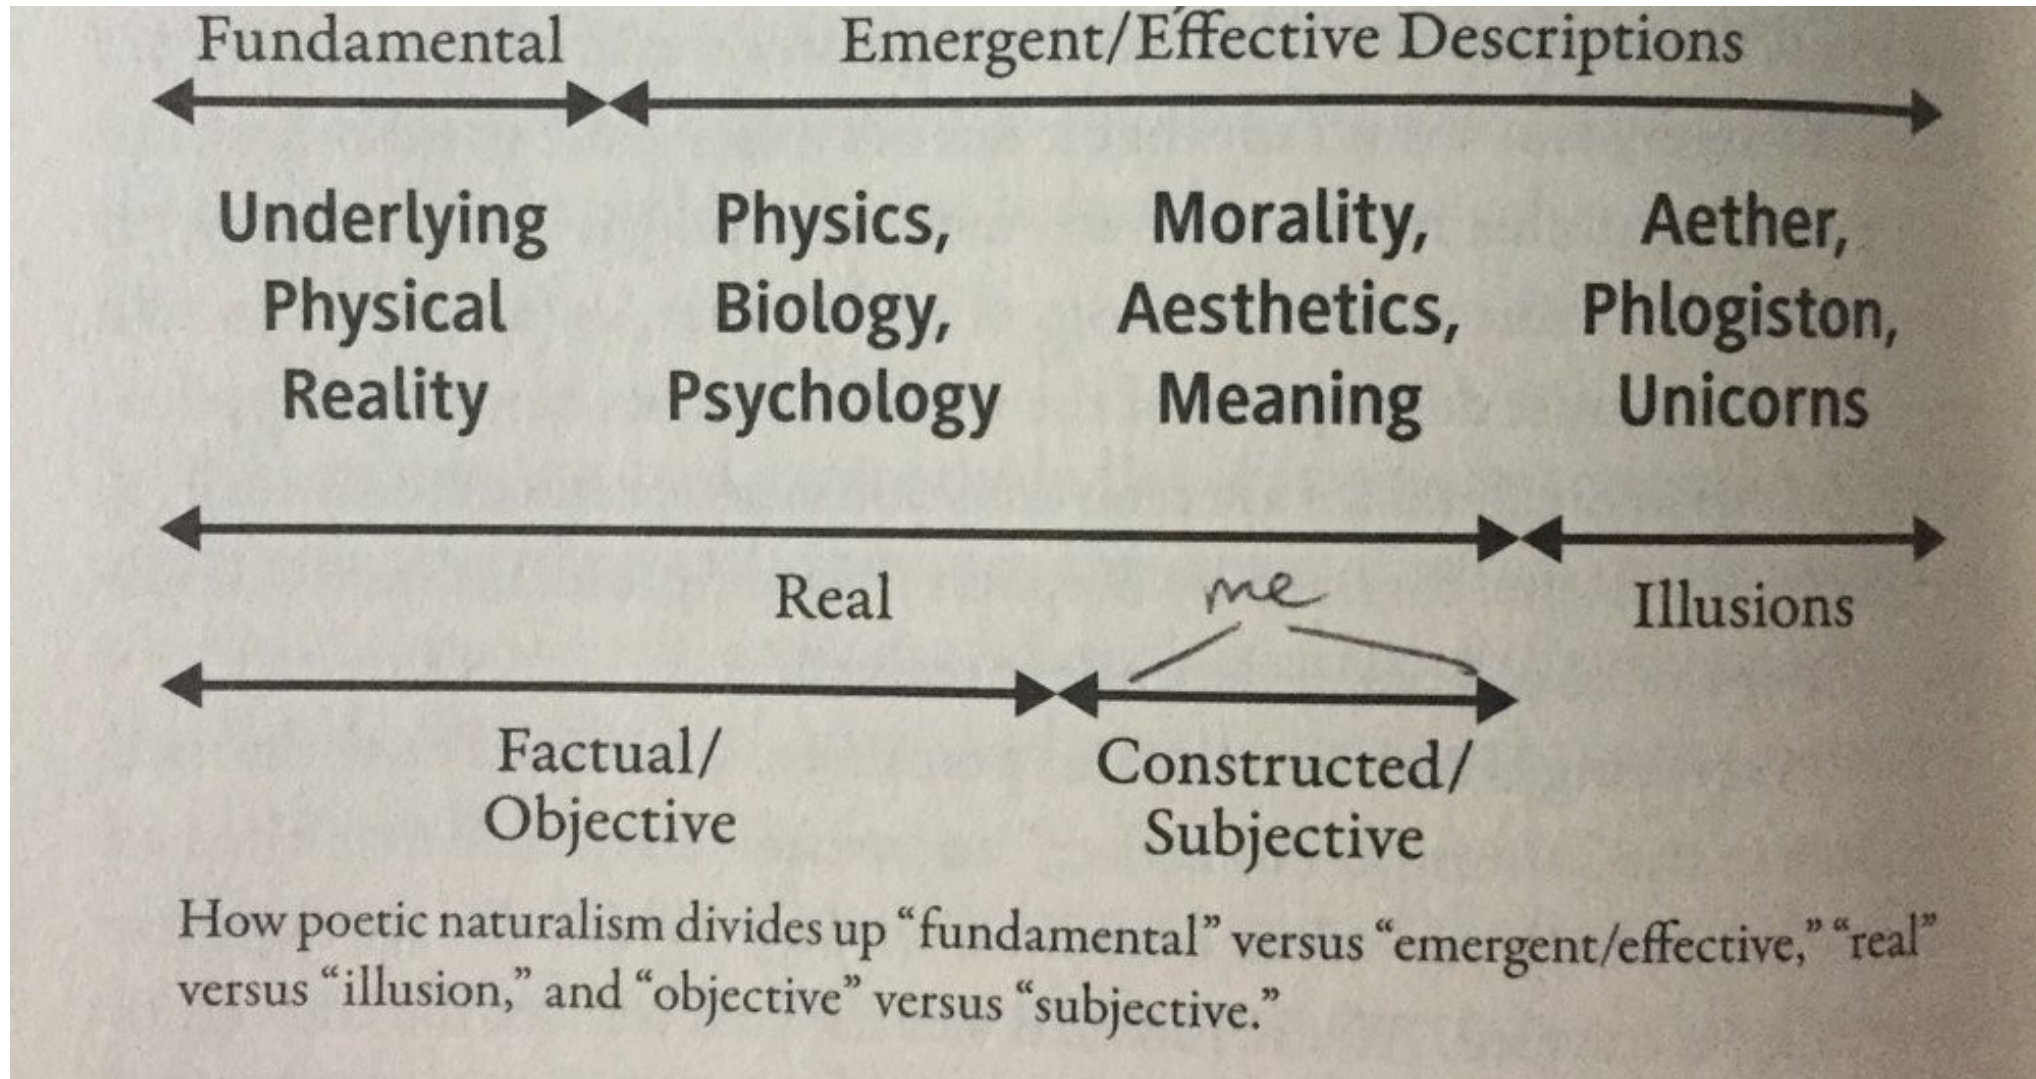 Fundamental Emergent/Effective Descriptions
Underlying Physics, Morality, Aether,
Physical Biology, Aesthetics, Phlogiston,
Reality Psychology Meaning Unicorns
Real me Illusions
Factual/ Constructed/
Objective Subjective
How poetic naturalism divides up “fundamental” versus “emergent/effective,” “real”
versus “illusion,” and “objective” versus “subjective.”